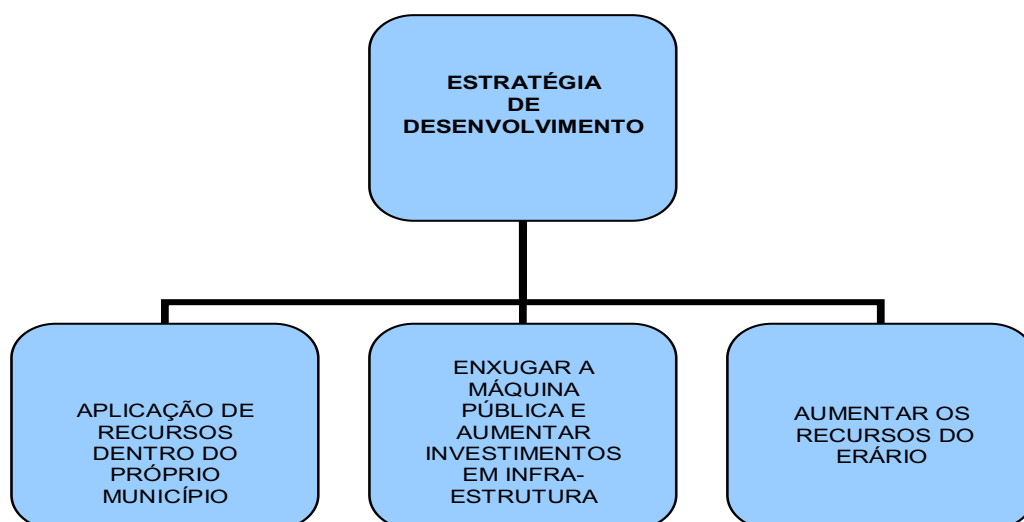 ESTRATÉGIA
DE
DESENVOLVIMENTO
APLICAÇÃO DE
RECURSOS
DENTRO DO
PRÓPRIO
MUNICÍPIO
ENXUGAR A
MÁQUINA
PÚBLICA E
AUMENTAR
INVESTIMENTOS
EM INFRA-
ESTRUTURA
AUMENTAR OS
RECURSOS DO
ERÁRIO